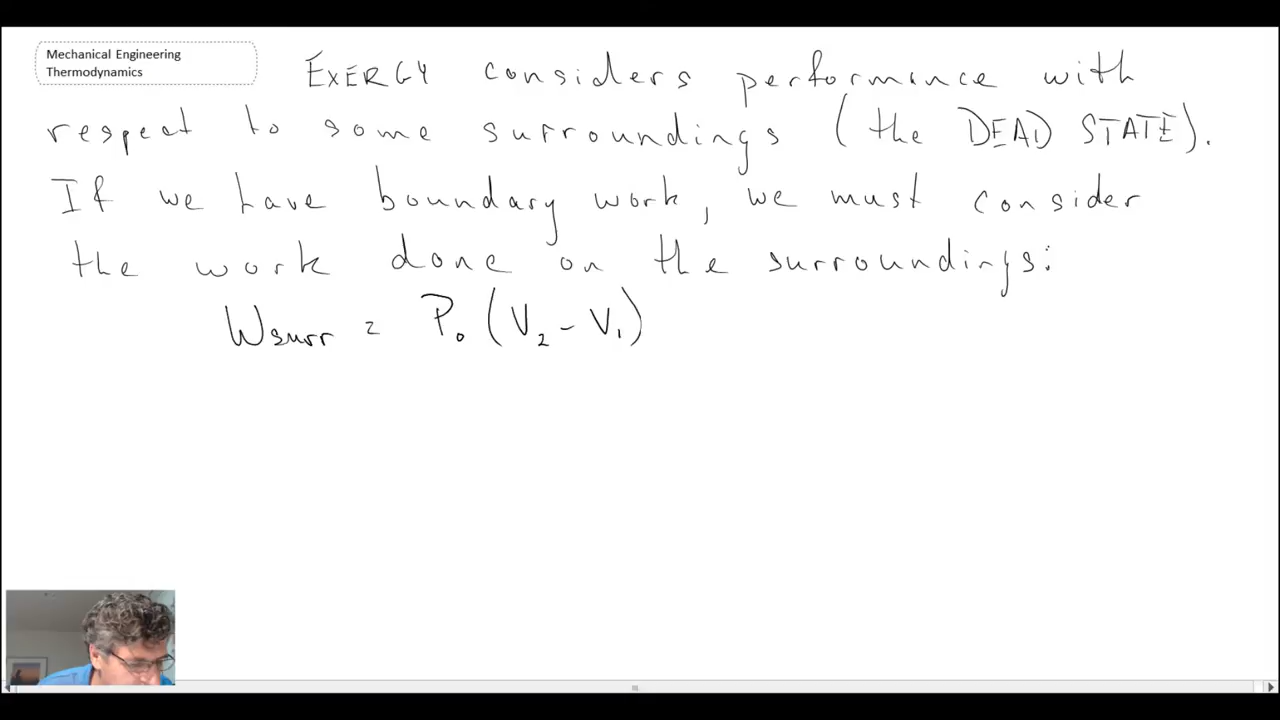 Mechanical Engineering
Thermodynamics
EXERGY considers performance with
respect to some surroundings (the DEAD STATE).
If we have boundary work, we must consider
the work done on the surroundings:
Wsurr = P₀ (V₂ - V₁)